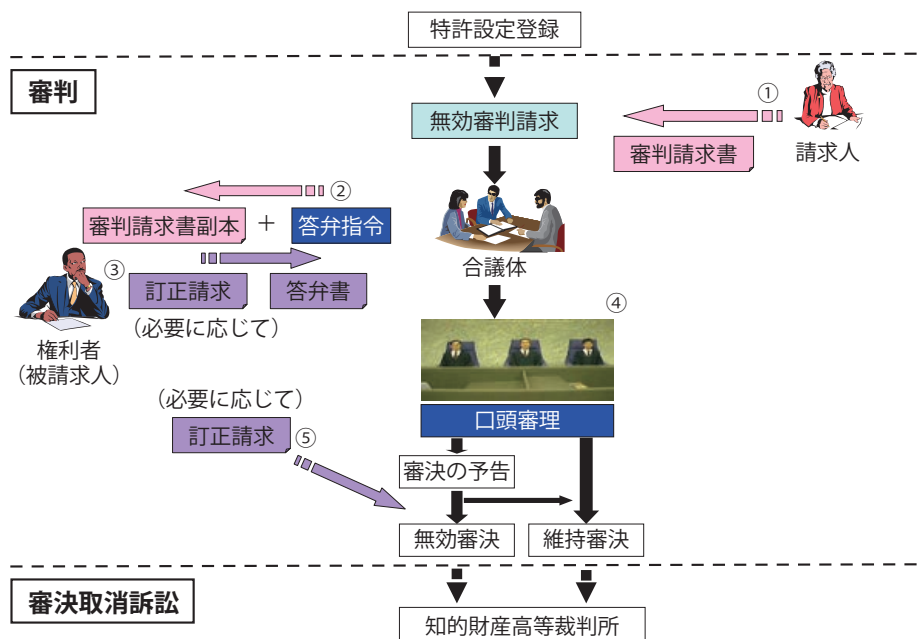 特許設定登録
審判
①
無効審判請求
審判請求書
請求人
②
審判請求書副本 + 答弁指令
合議体
③
訂正請求 答弁書
(必要に応じて)
権利者
(被請求人)
④
口頭審理
(必要に応じて)
訂正請求 ⑤
審決の予告
無効審決 維持審決
審決取消訴訟
知的財産高等裁判所